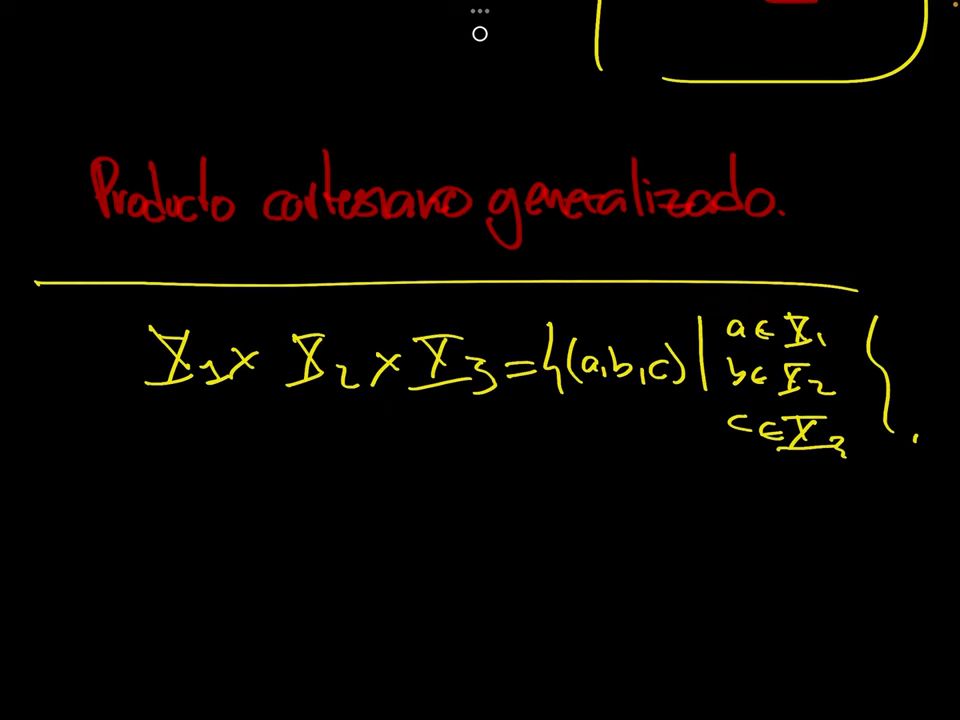 Producto cartesiano generalizado.
X₁ × X₂ × X₃ = {(a,b,c) | a ∈ X₁
b ∈ X₂
c ∈ X₃ }.